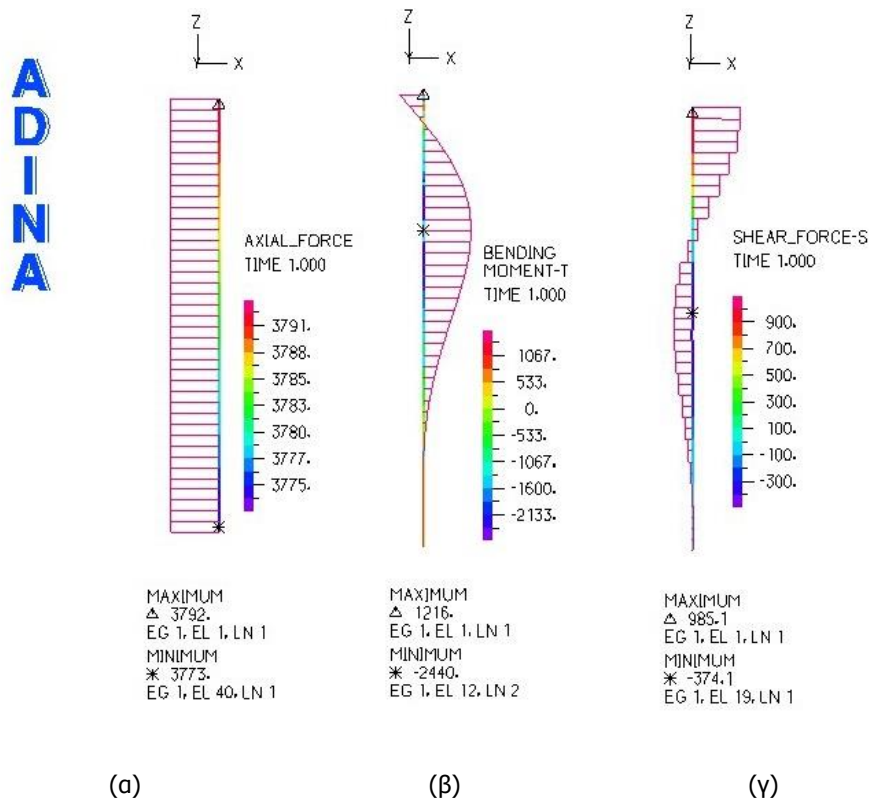 ADINA
Z
Y X
AXIAL_FORCE
TIME 1.000
3791.
3788.
3785.
3783.
3780.
3777.
3775.
MAXIMUM
△ 3792.
EG 1, EL 1, LN 1
MINIMUM
✳ 3773.
EG 1, EL 40, LN 1
(α)
Z
Y X
BENDING
MOMENT-T
TIME 1.000
1067.
533.
0.
-533.
-1067.
-1600.
-2133.
MAXIMUM
△ 1216.
EG 1, EL 1, LN 1
MINIMUM
✳ -2440.
EG 1, EL 12, LN 2
(β)
Z
Y X
SHEAR_FORCE-S
TIME 1.000
900.
700.
500.
300.
100.
-100.
-300.
MAXIMUM
△ 985.1
EG 1, EL 1, LN 1
MINIMUM
✳ -374.1
EG 1, EL 19, LN 1
(γ)